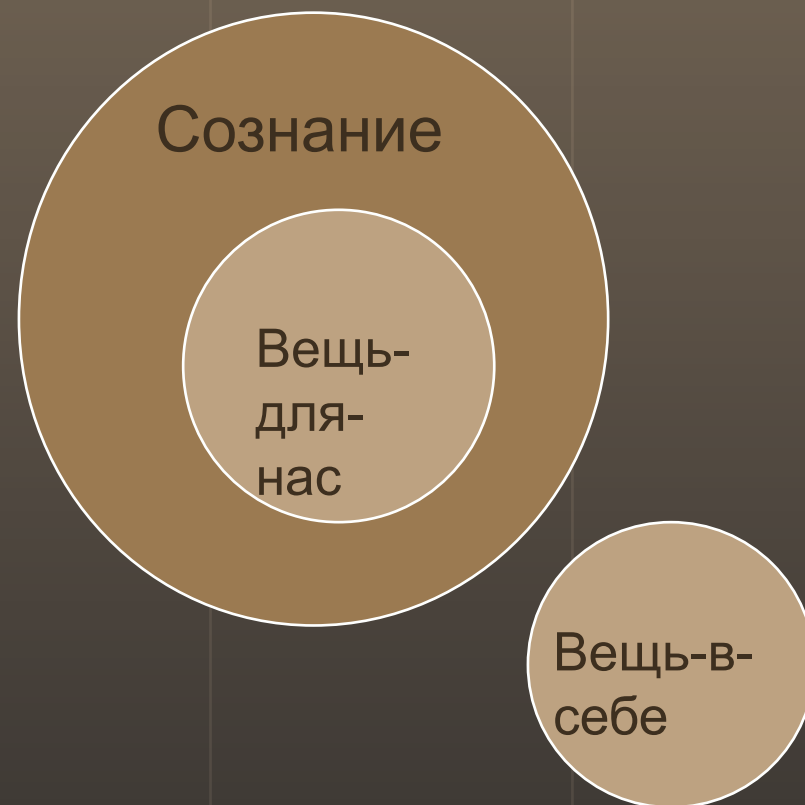 Сознание
Вещь-
для-
нас
Вещь-в-
себе